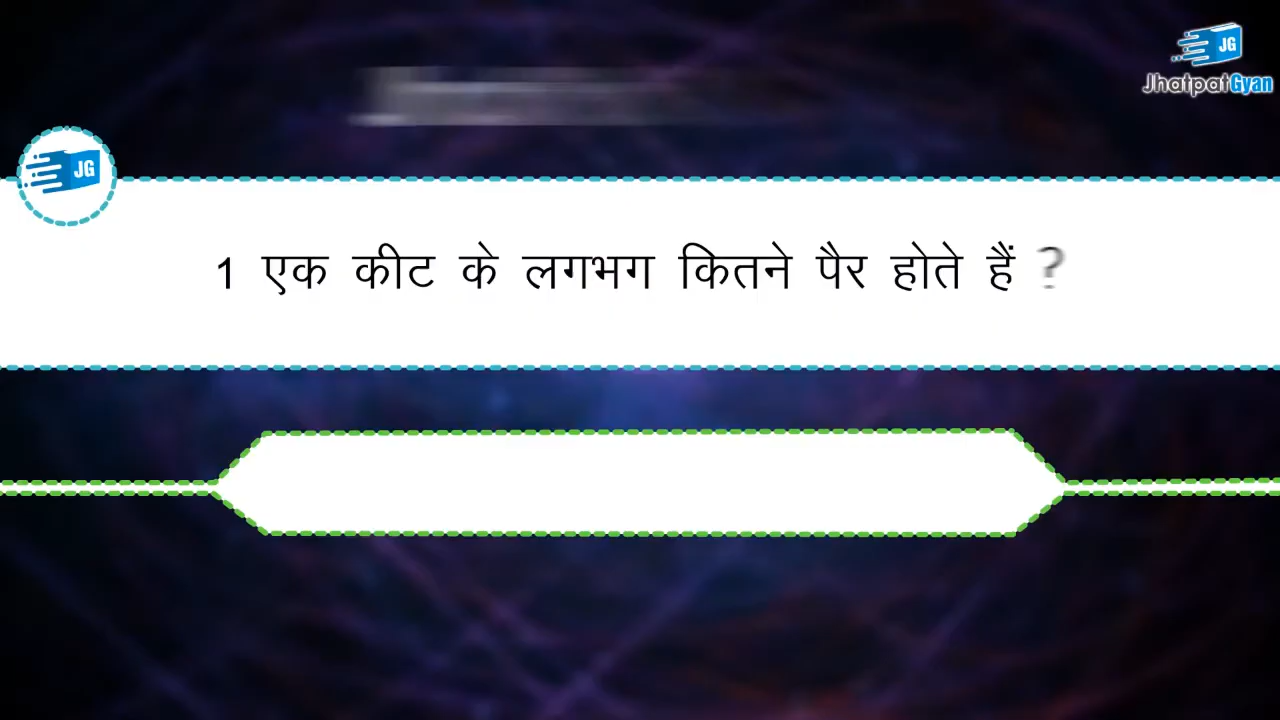 JG
JhatpatGyan
JG
1 एक कीट के लगभग कितने पैर होते हैं ?